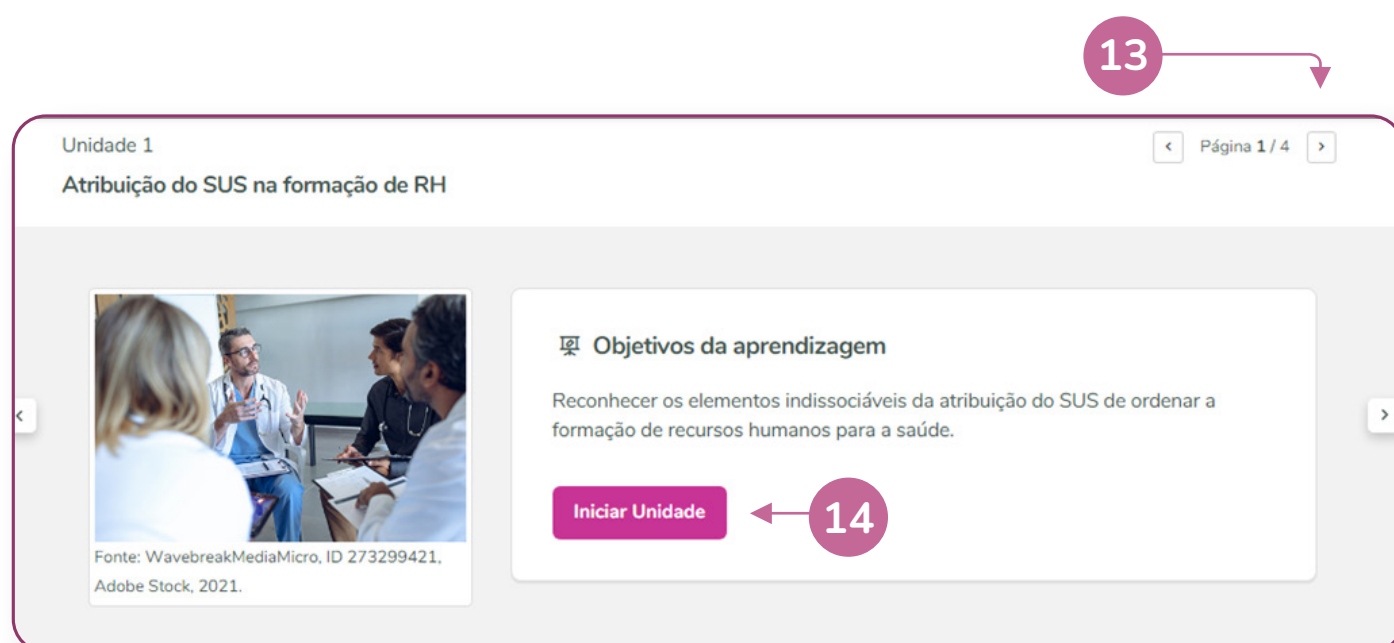 13
Unidade 1
Página 1 / 4
Atribuição do SUS na formação de RH
Objetivos da aprendizagem
Reconhecer os elementos indissociáveis da atribuição do SUS de ordenar a
formação de recursos humanos para a saúde.
Iniciar Unidade
14
Fonte: WavebreakMediaMicro, ID 273299421,
Adobe Stock, 2021.